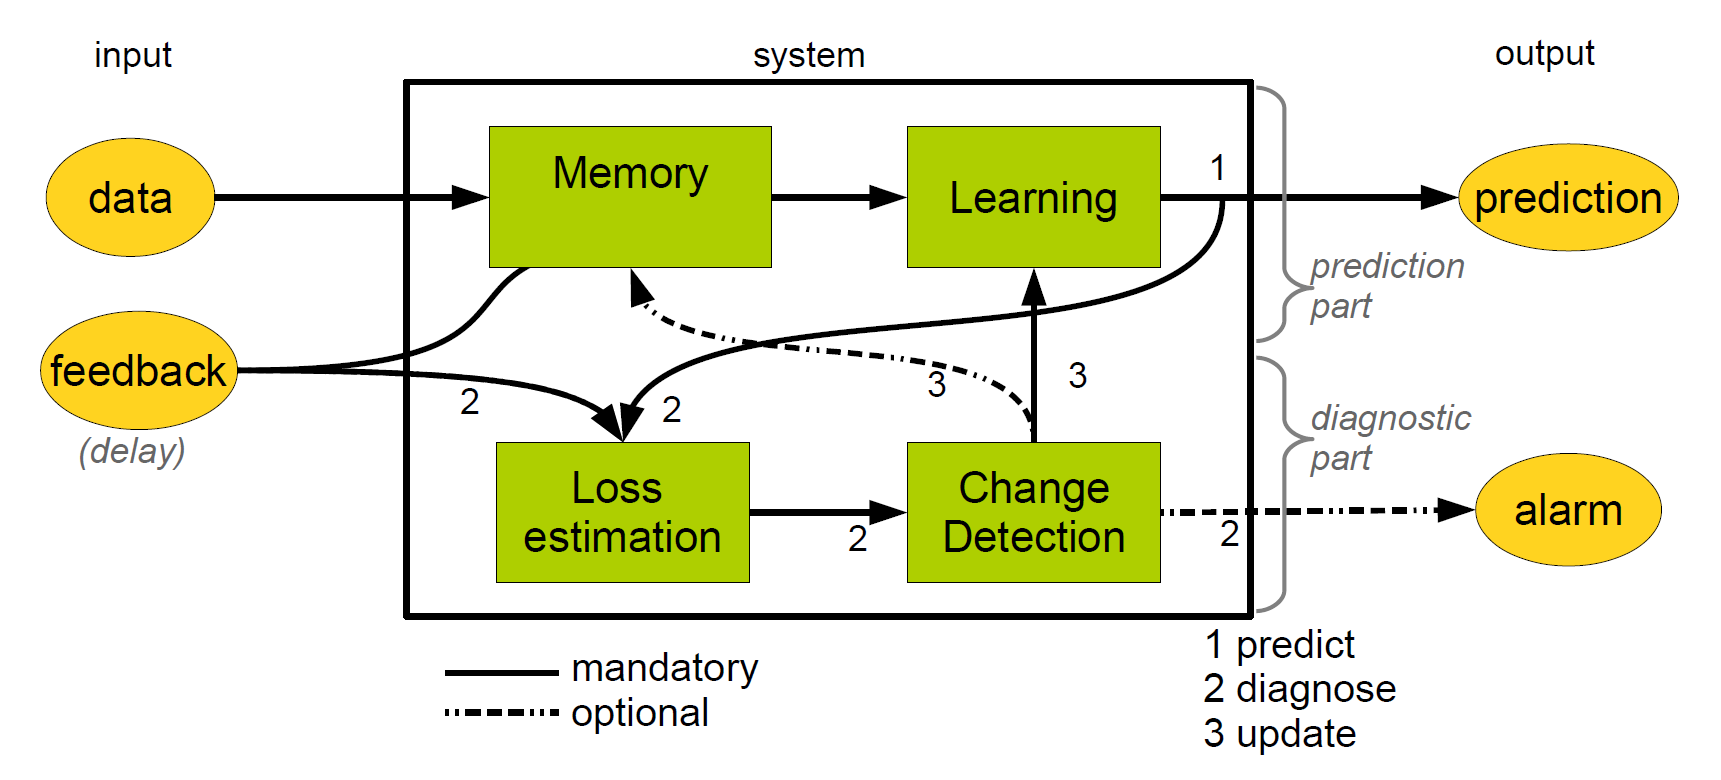 input
system
output
data
Memory
Learning
1
prediction
prediction
part
feedback
(delay)
2
2
3
3
diagnostic
part
Loss
estimation
2
Change
Detection
2
alarm
mandatory
optional
1 predict
2 diagnose
3 update